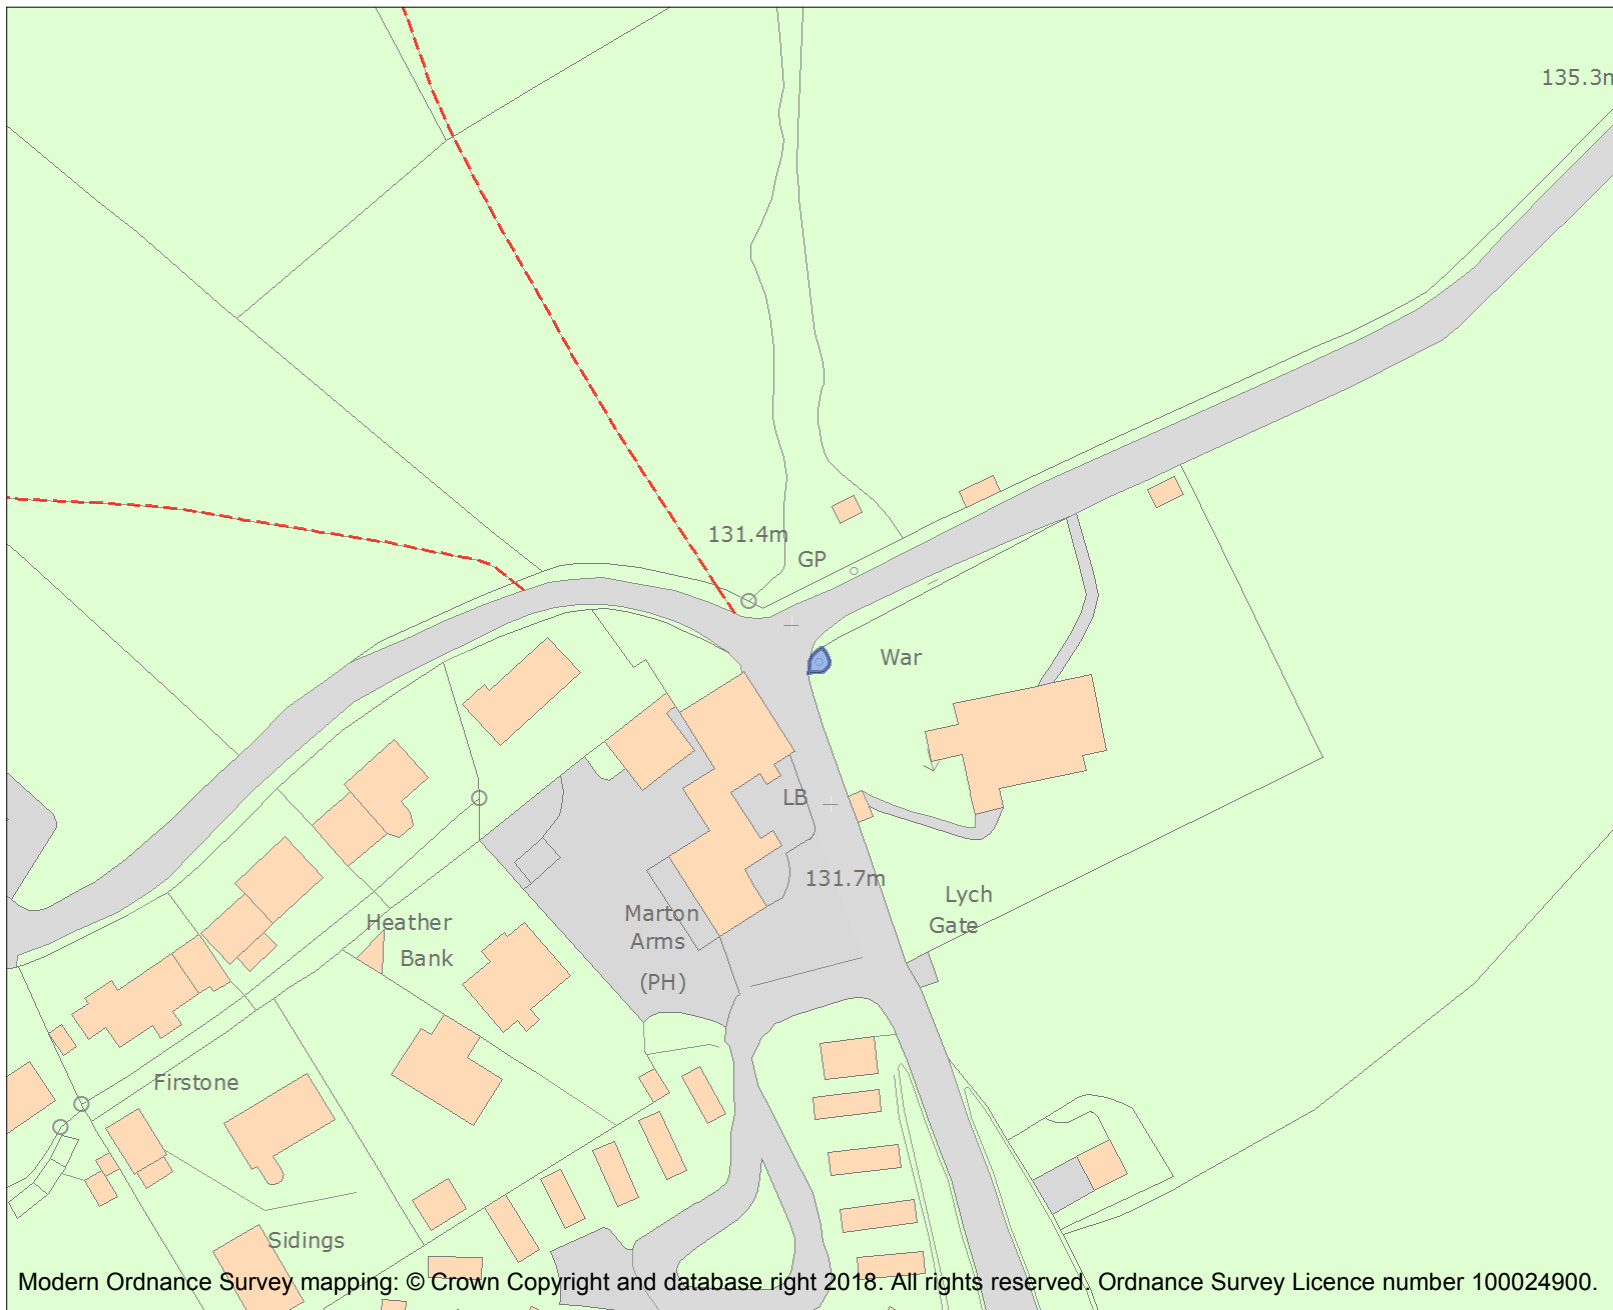 135.3m
131.4m
GP
War
LB
131.7m
Lych
Gate
Marton
Arms
(PH)
Heather
Bank
Firstone
Sidings
Modern Ordnance Survey mapping: © Crown Copyright and database right 2018. All rights reserved. Ordnance Survey Licence number 100024900.